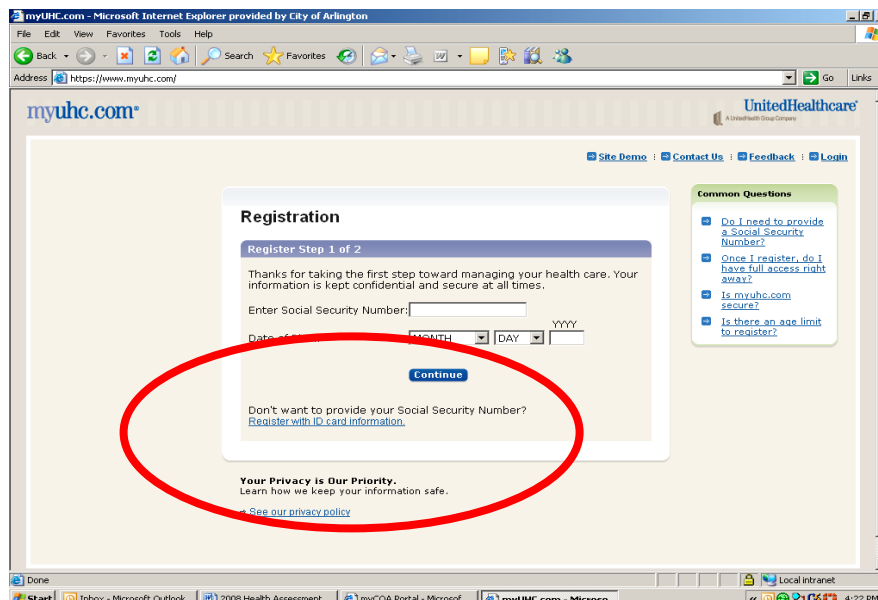 myUHC.com - Microsoft Internet Explorer provided by City of Arlington
File Edit View Favorites Tools Help
Back Search Favorites
Address https://www.myuhc.com/ Go Links
myuhc.com®
UnitedHealthcare®
A UnitedHealth Group Company
Site Demo Contact Us Feedback Login
Registration
Register Step 1 of 2
Thanks for taking the first step toward managing your health care. Your
information is kept confidential and secure at all times.
Enter Social Security Number:
YYYY
Date of MONTH DAY
Continue
Don't want to provide your Social Security Number?
Register with ID card information.
Your Privacy is Our Priority.
Learn how we keep your information safe.
See our privacy policy
Common Questions
Do I need to provide
a Social Security
Number?
Once I register, do I
have full access right
away?
Is myuhc.com
secure?
Is there an age limit
to register?
Done Local intranet
Start Inbox - Microsoft Outlook 2008 Health Assessment myCOA Portal - Microsof... myUHC.com - Microso... 4:22 PM